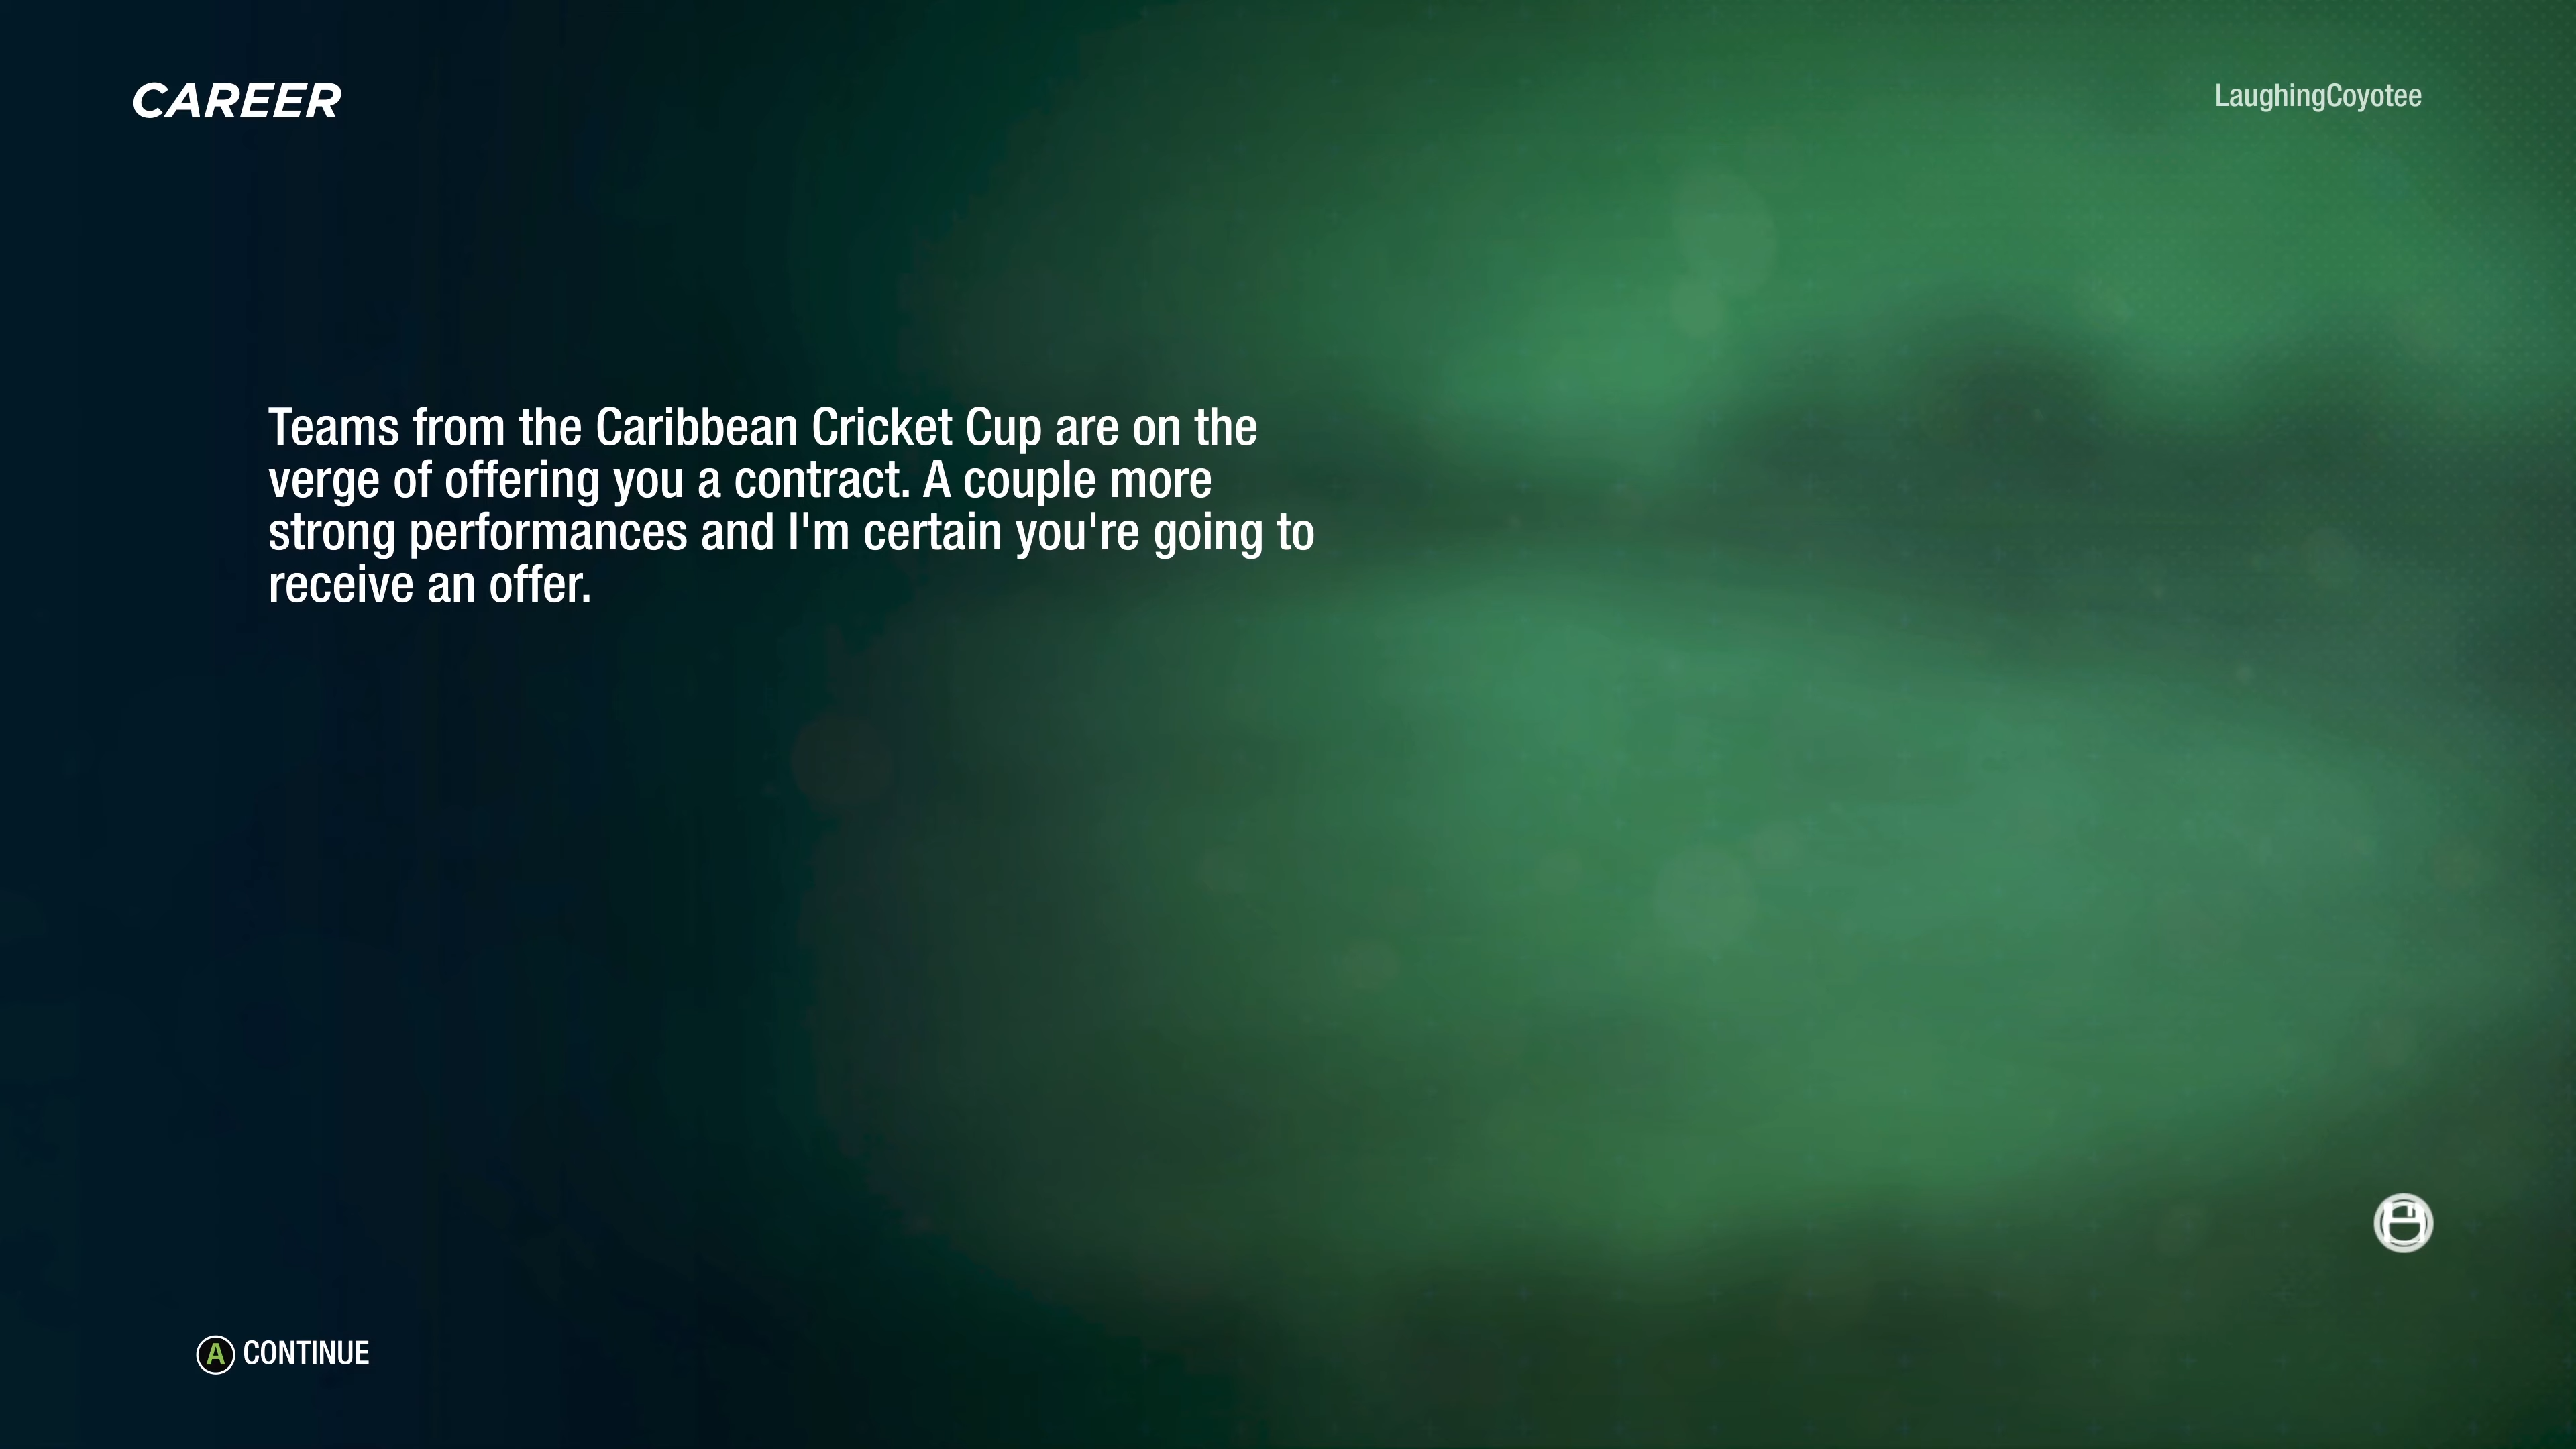 CAREER
LaughingCoyotee
Teams from the Caribbean Cricket Cup are on the
verge of offering you a contract. A couple more
strong performances and I'm certain you're going to
receive an offer.
A CONTINUE